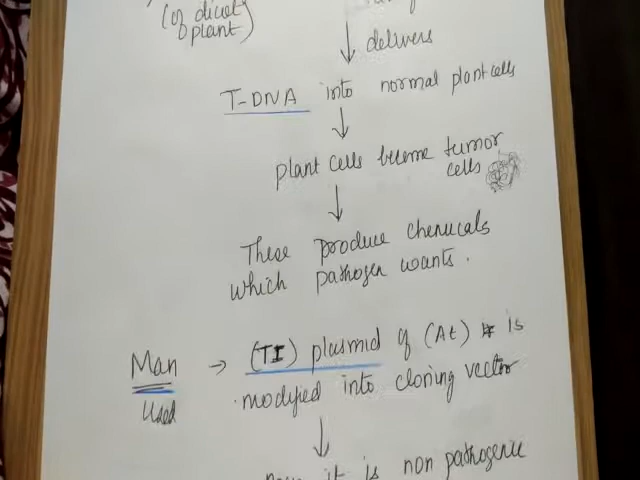 (of dicot
plant)
delivers
T-DNA into normal plant cells
plant cells become tumor
cells
These produce chemicals
which pathogen wants.
Man → (TI) plasmid of (At) is
Used modified into cloning vector
it is non pathogenic